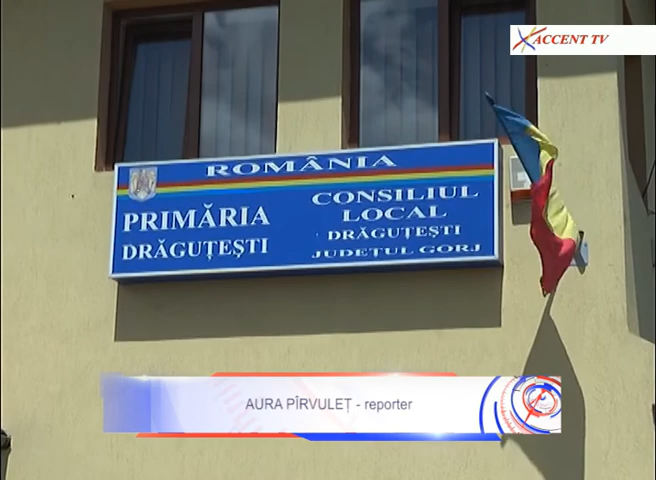 ACCENT TV
ROMÂNIA
PRIMĂRIA
DRĂGUȚEȘTI
CONSILIUL
LOCAL
DRĂGUȚEȘTI
JUDEȚUL GORJ
AURA PÎRVULEȚ - reporter